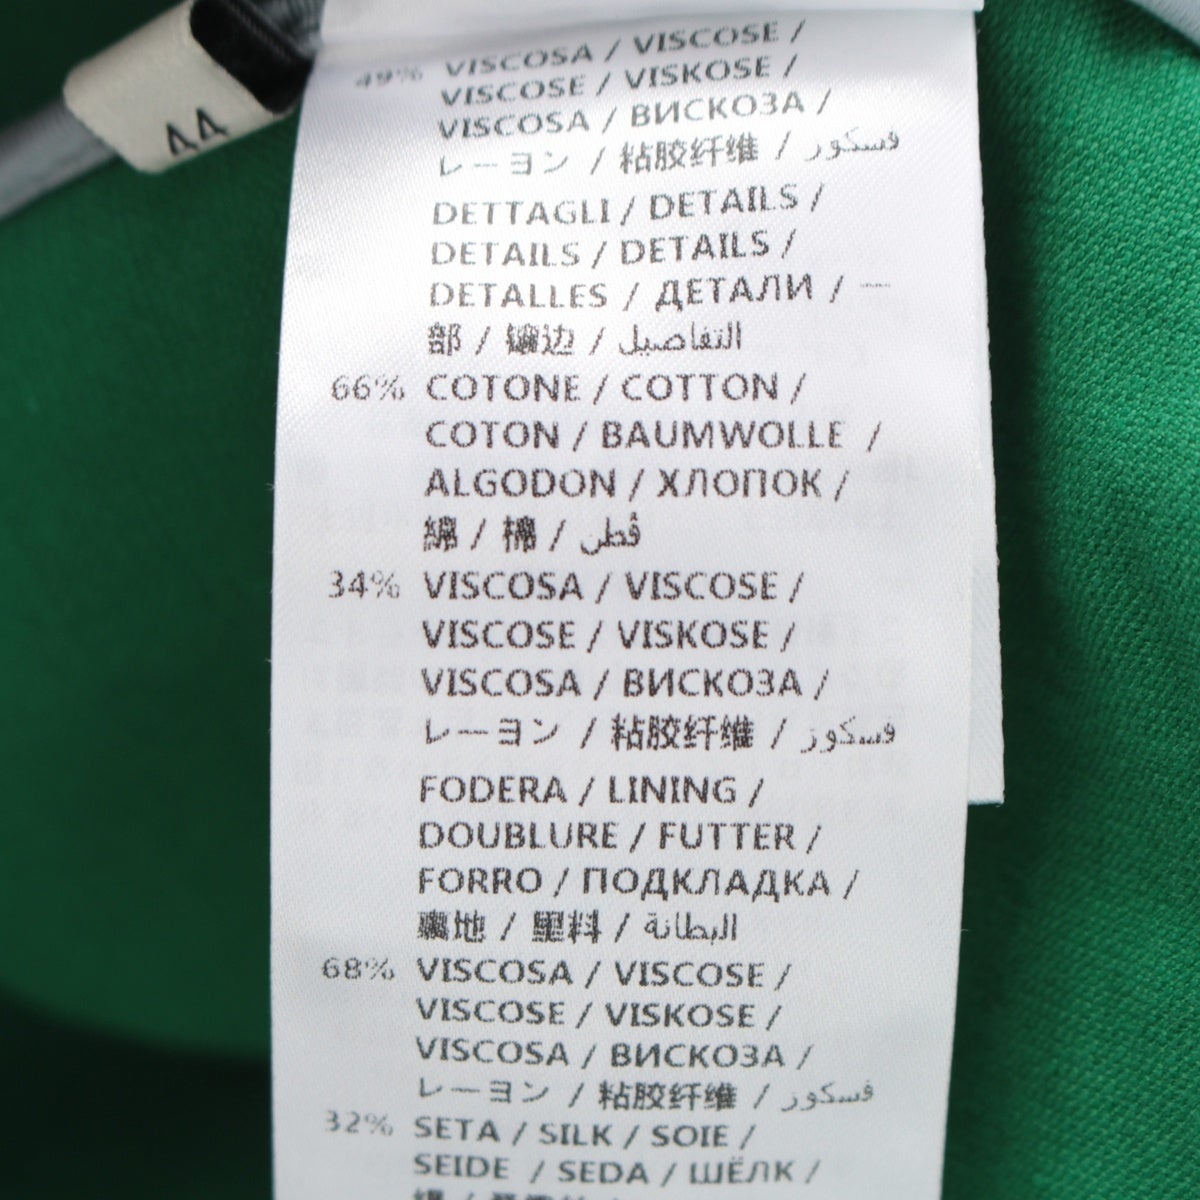 44
49% VISCOSA / VISCOSE /
VISCOSE / VISKOSE /
VISCOSA / ВИСКОЗА /
レーヨン / 粘胶纤维 / فسكوز
DETTAGLI / DETAILS /
DETAILS / DETAILS /
DETALLES / ДЕТАЛИ / 一
部 / 镶边 / التفاصيل
66% COTONE / COTTON /
COTON / BAUMWOLLE /
ALGODON / ХЛОПОК /
綿 / 棉 / قطن
34% VISCOSA / VISCOSE /
VISCOSE / VISKOSE /
VISCOSA / ВИСКОЗА /
レーヨン / 粘胶纤维 / فسكوز
FODERA / LINING /
DOUBLURE / FUTTER /
FORRO / ПОДКЛАДКА /
裏地 / 里料 / البطانة
68% VISCOSA / VISCOSE /
VISCOSE / VISKOSE /
VISCOSA / ВИСКОЗА /
レーヨン / 粘胶纤维 / فسكوز
32% SETA / SILK / SOIE /
SEIDE / SEDA / ШЁЛК /